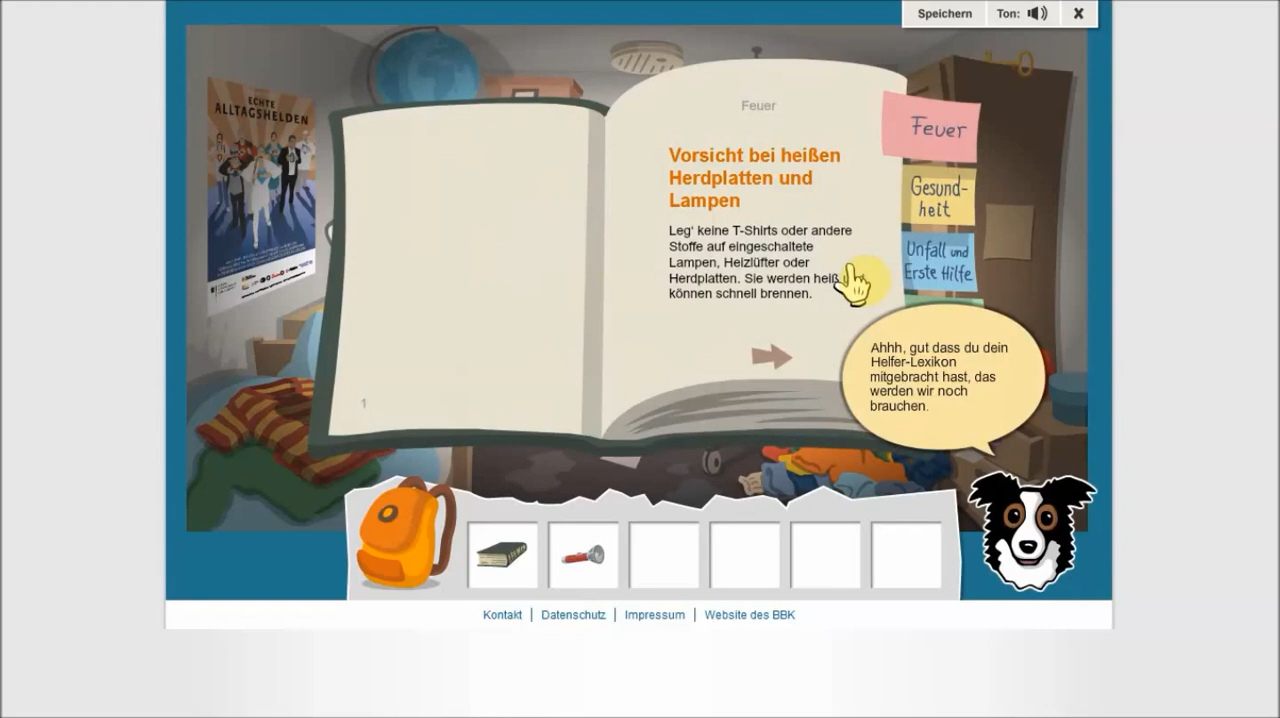 Speichern
Ton:
ECHTE
ALLTAGSHELDEN
Feuer
Vorsicht bei heißen
Herdplatten und
Lampen
Leg' keine T-Shirts oder andere
Stoffe auf eingeschaltete
Lampen, Heizlüfter oder
Herdplatten. Sie werden heiß
können schnell brennen.
1
Feuer
Gesund-
heit
Unfall und
Erste Hilfe
Ahhh, gut dass du dein
Helfer-Lexikon
mitgebracht hast, das
werden wir noch
brauchen.
Kontakt | Datenschutz | Impressum | Website des BBK